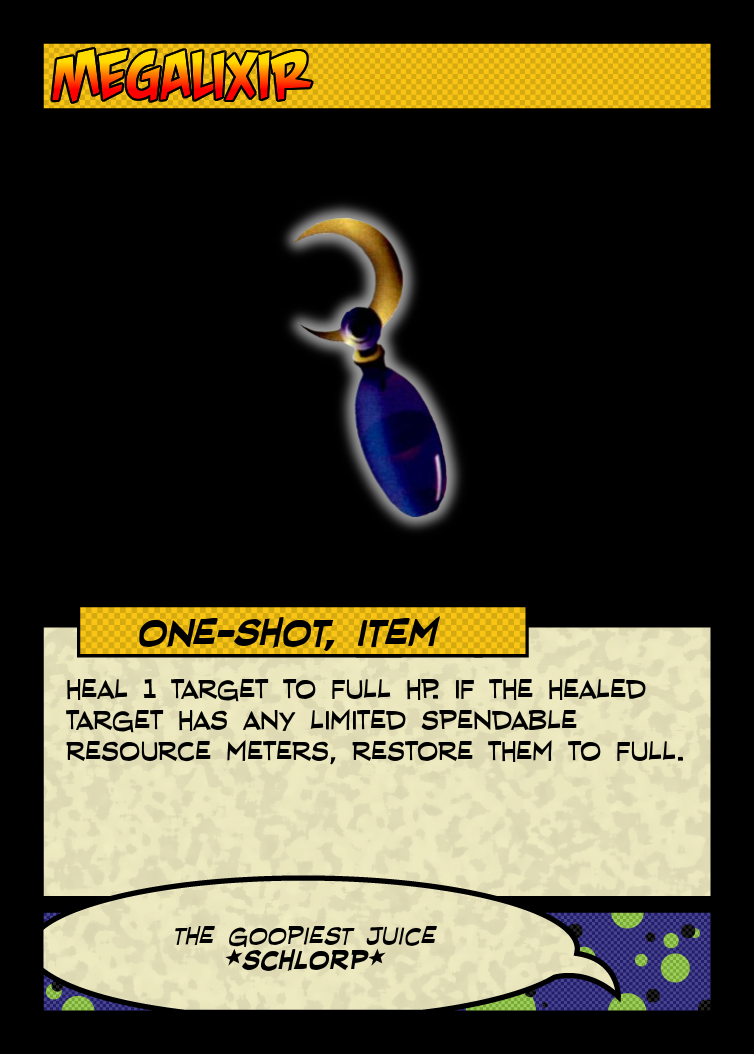 MEGALIXIR
ONE-SHOT, ITEM
HEAL 1 TARGET TO FULL HP. IF THE HEALED
TARGET HAS ANY LIMITED SPENDABLE
RESOURCE METERS, RESTORE THEM TO FULL.
THE GOOPIEST JUICE
★SCHLORP★